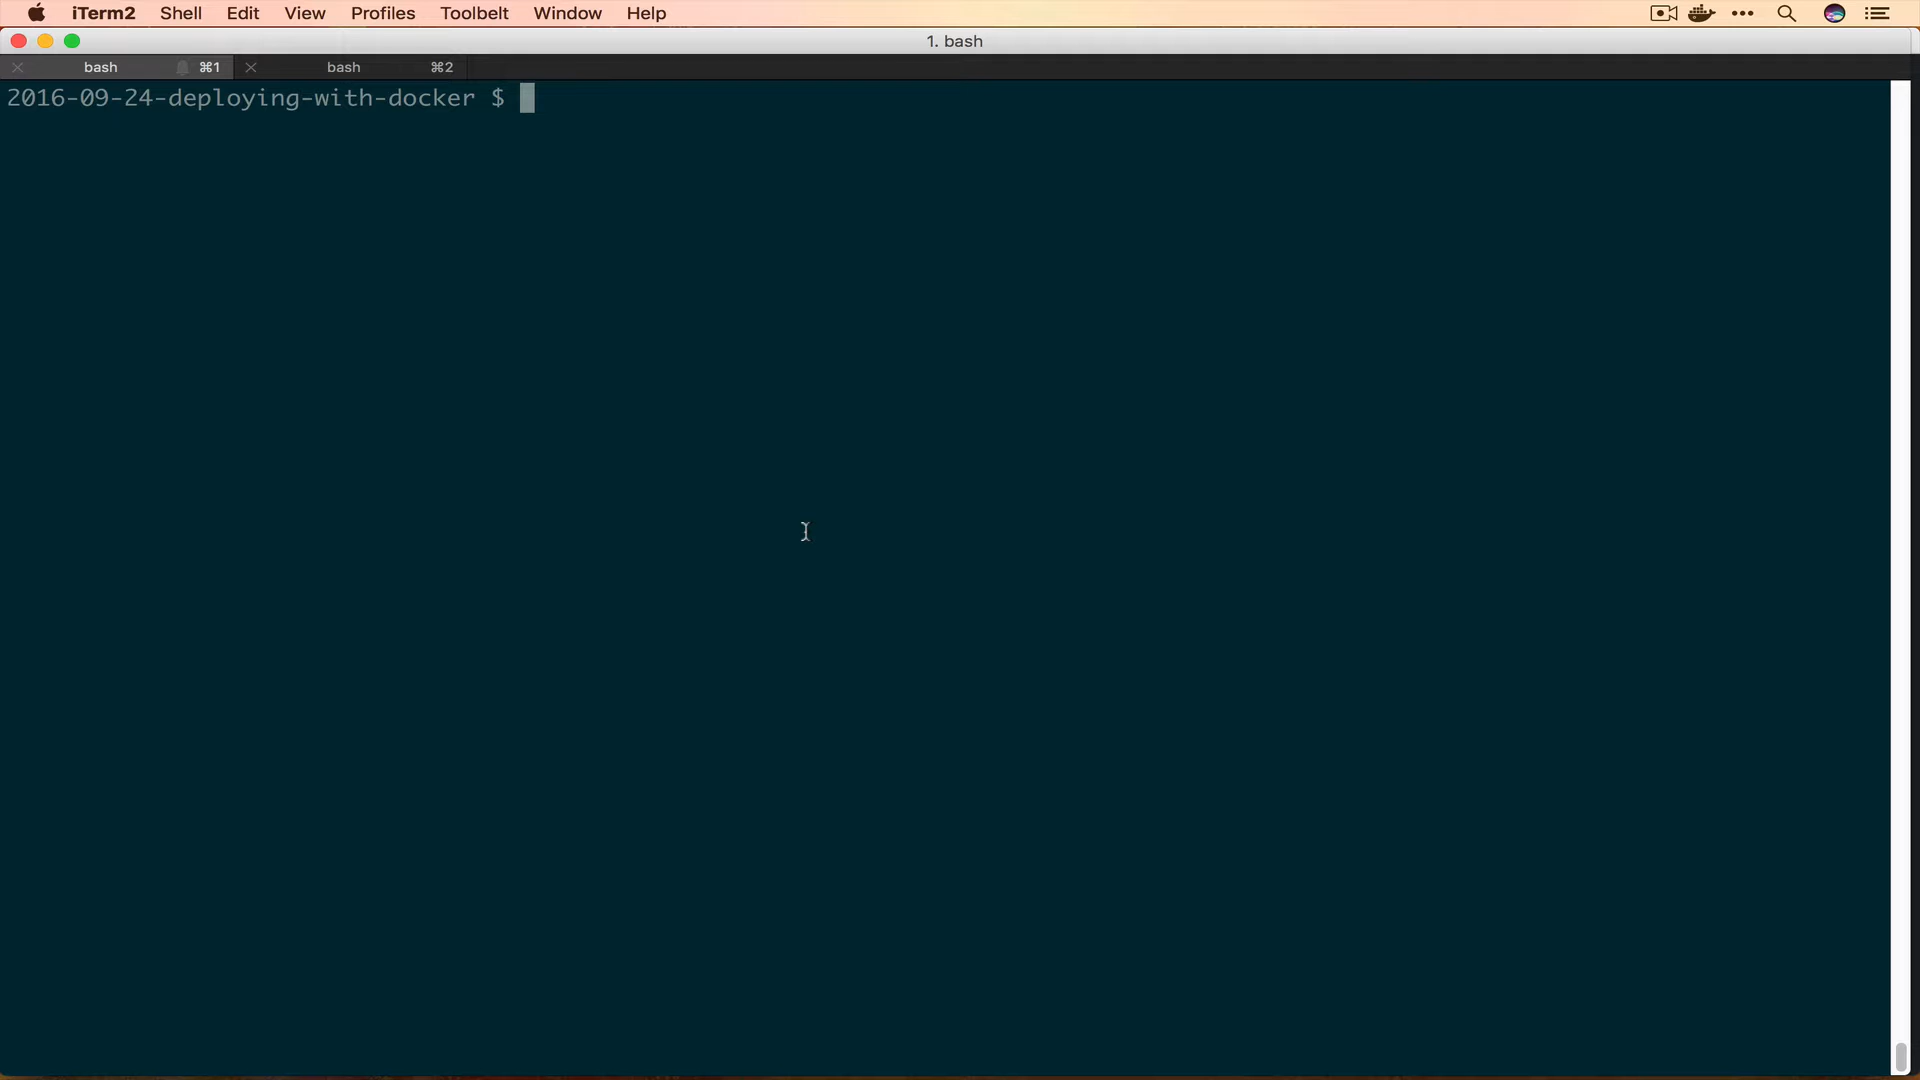 iTerm2 Shell Edit View Profiles Toolbelt Window Help
1. bash
bash ⌘1 bash ⌘2
2016-09-24-deploying-with-docker $